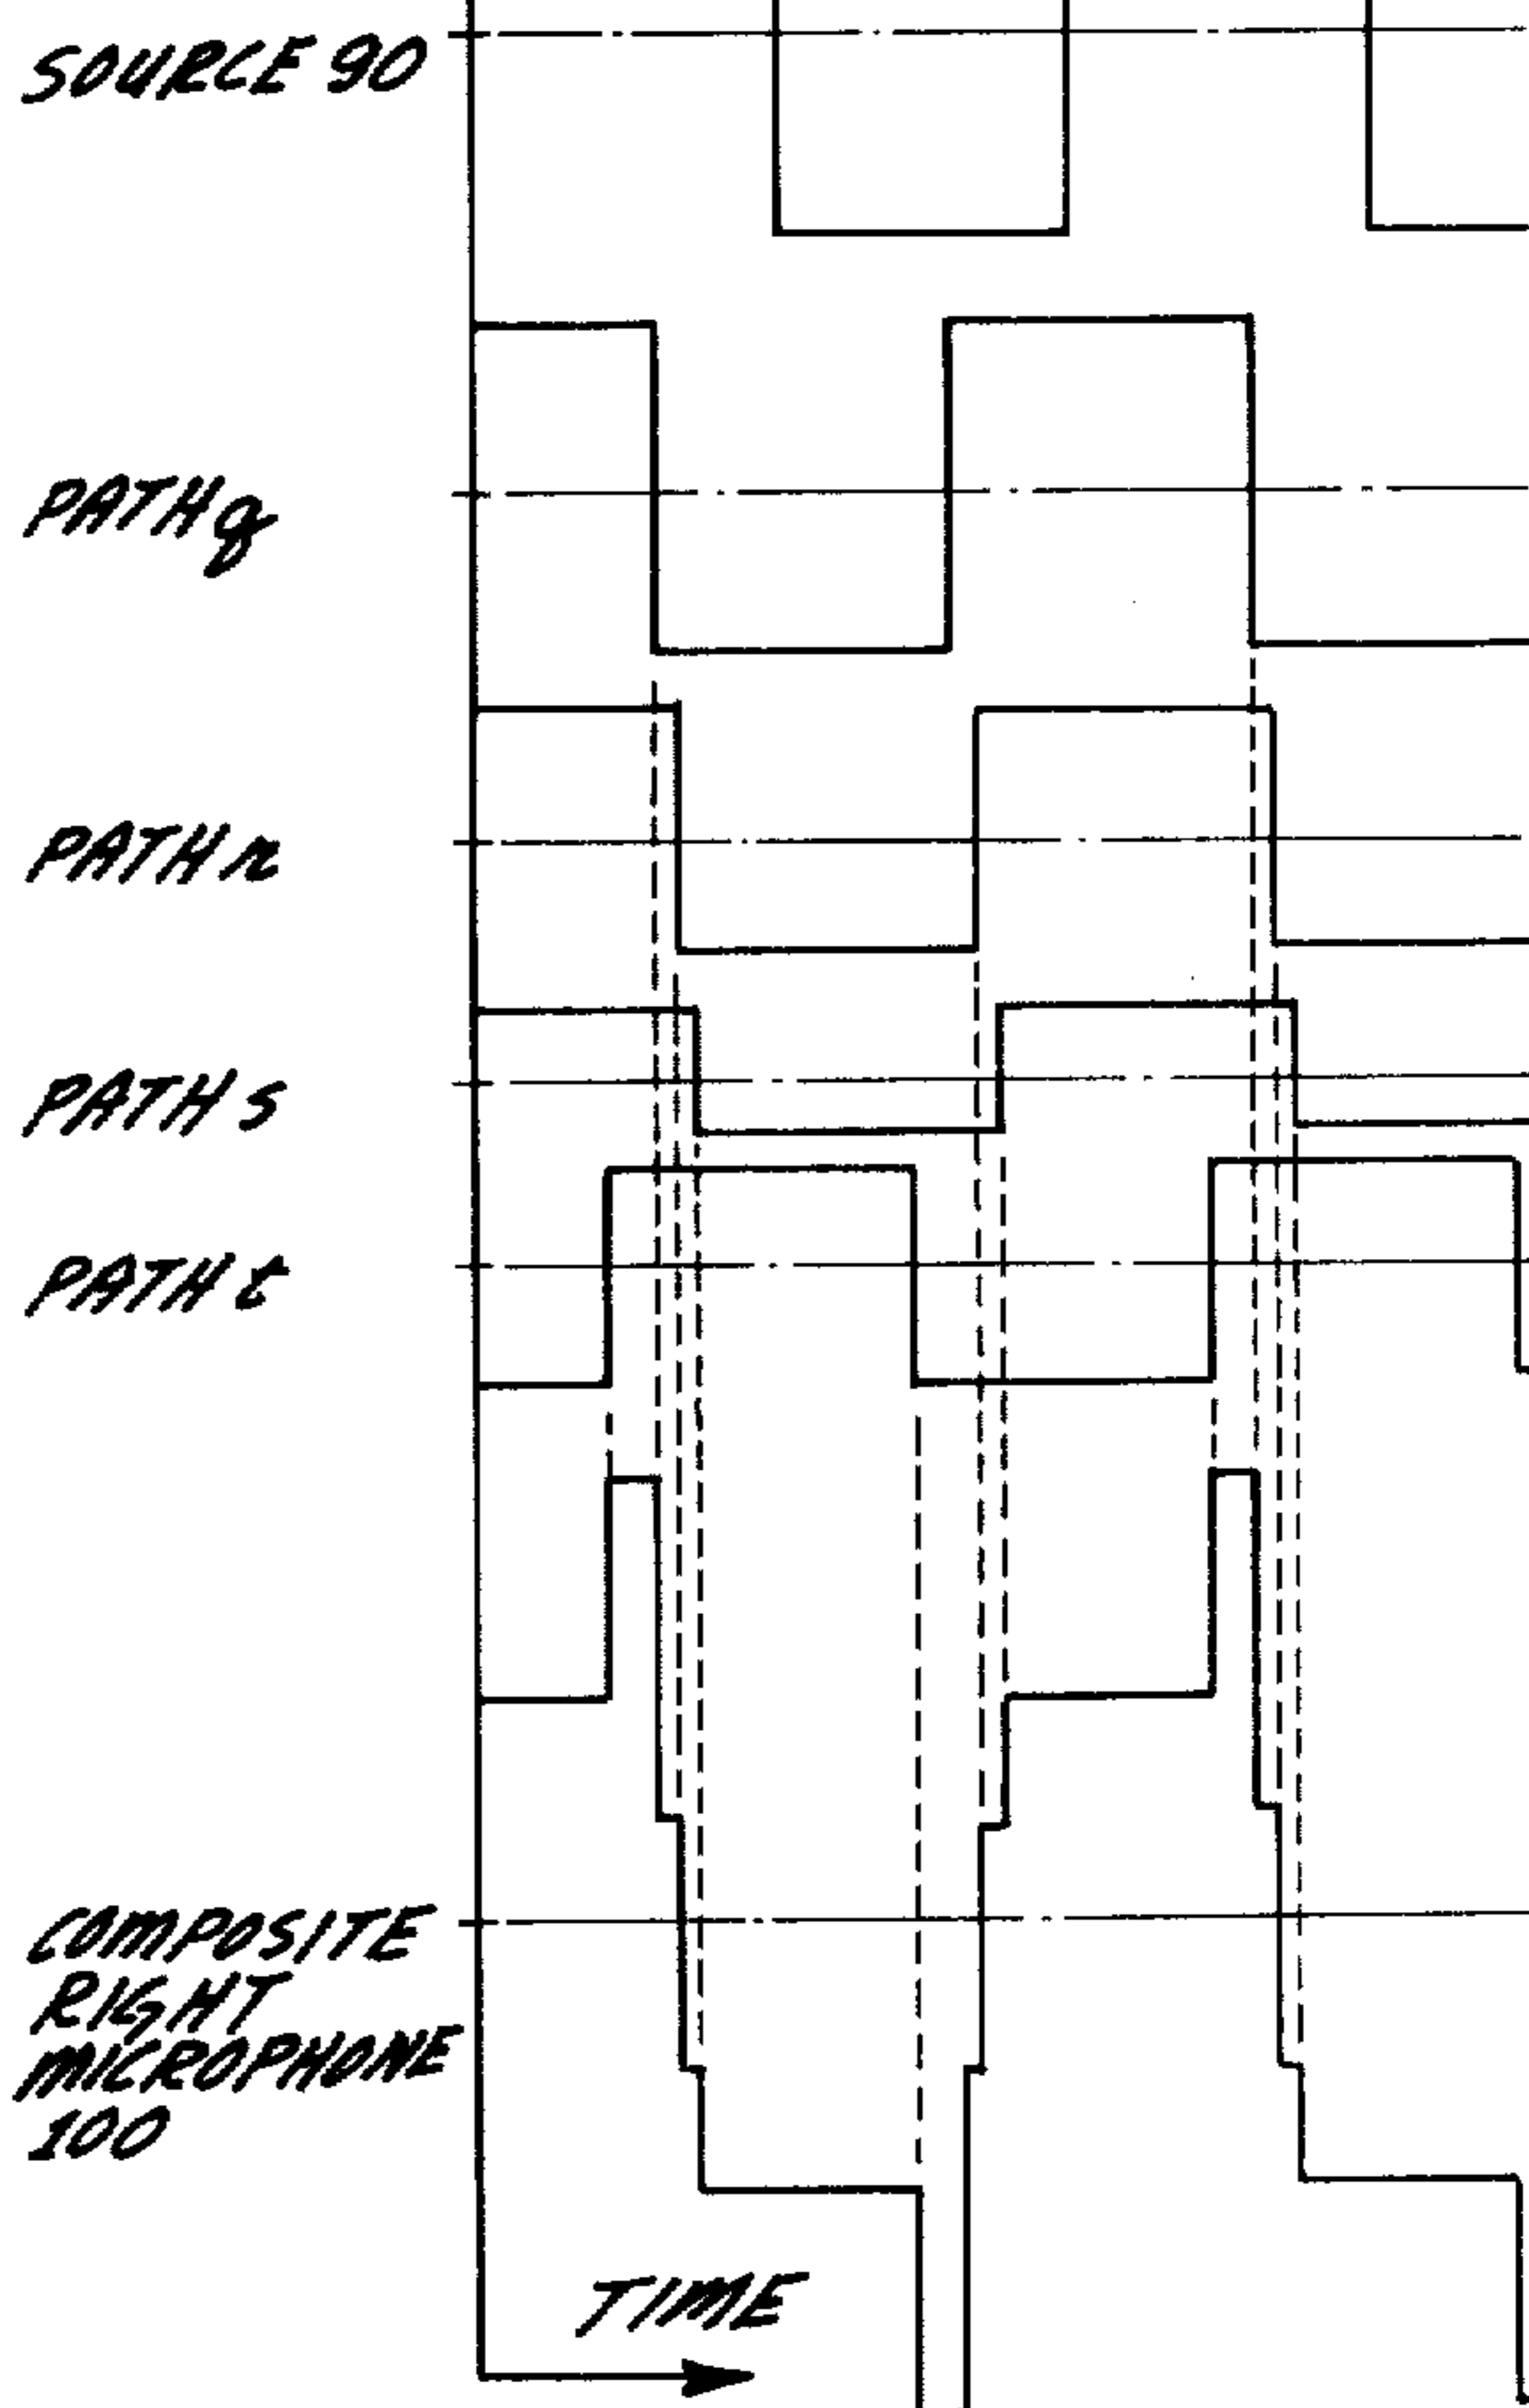 SOURCE 90
PATH q
PATH r
PATH s
PATH t
COMPOSITE
RIGHT
MICROPHONE
100
TIME